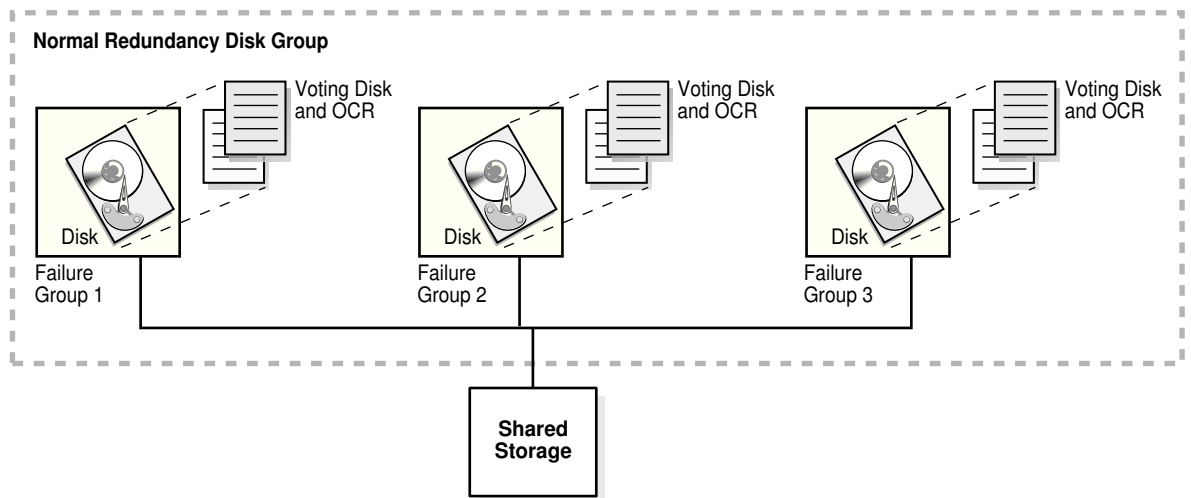 Normal Redundancy Disk Group
Voting Disk
and OCR
Disk
Failure
Group 1
Voting Disk
and OCR
Disk
Failure
Group 2
Voting Disk
and OCR
Disk
Failure
Group 3
Shared
Storage